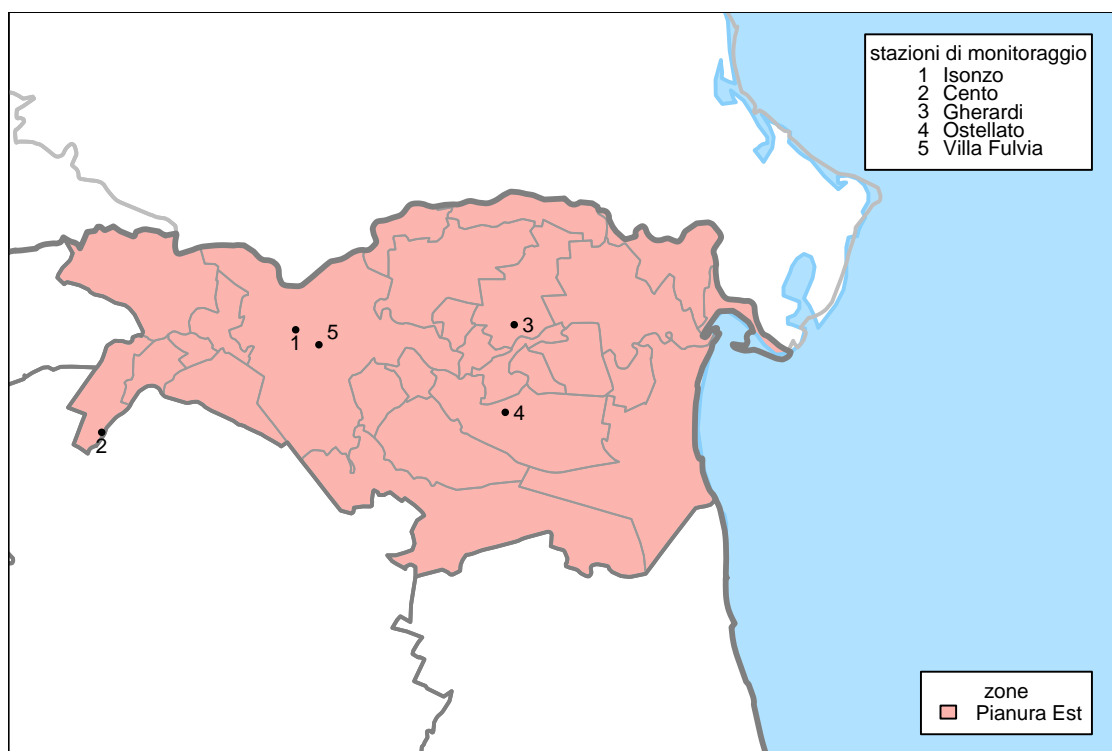 stazioni di monitoraggio
1 Isonzo
2 Cento
3 Gherardi
4 Ostellato
5 Villa Fulvia
3
1
5
4
2
zone
Pianura Est